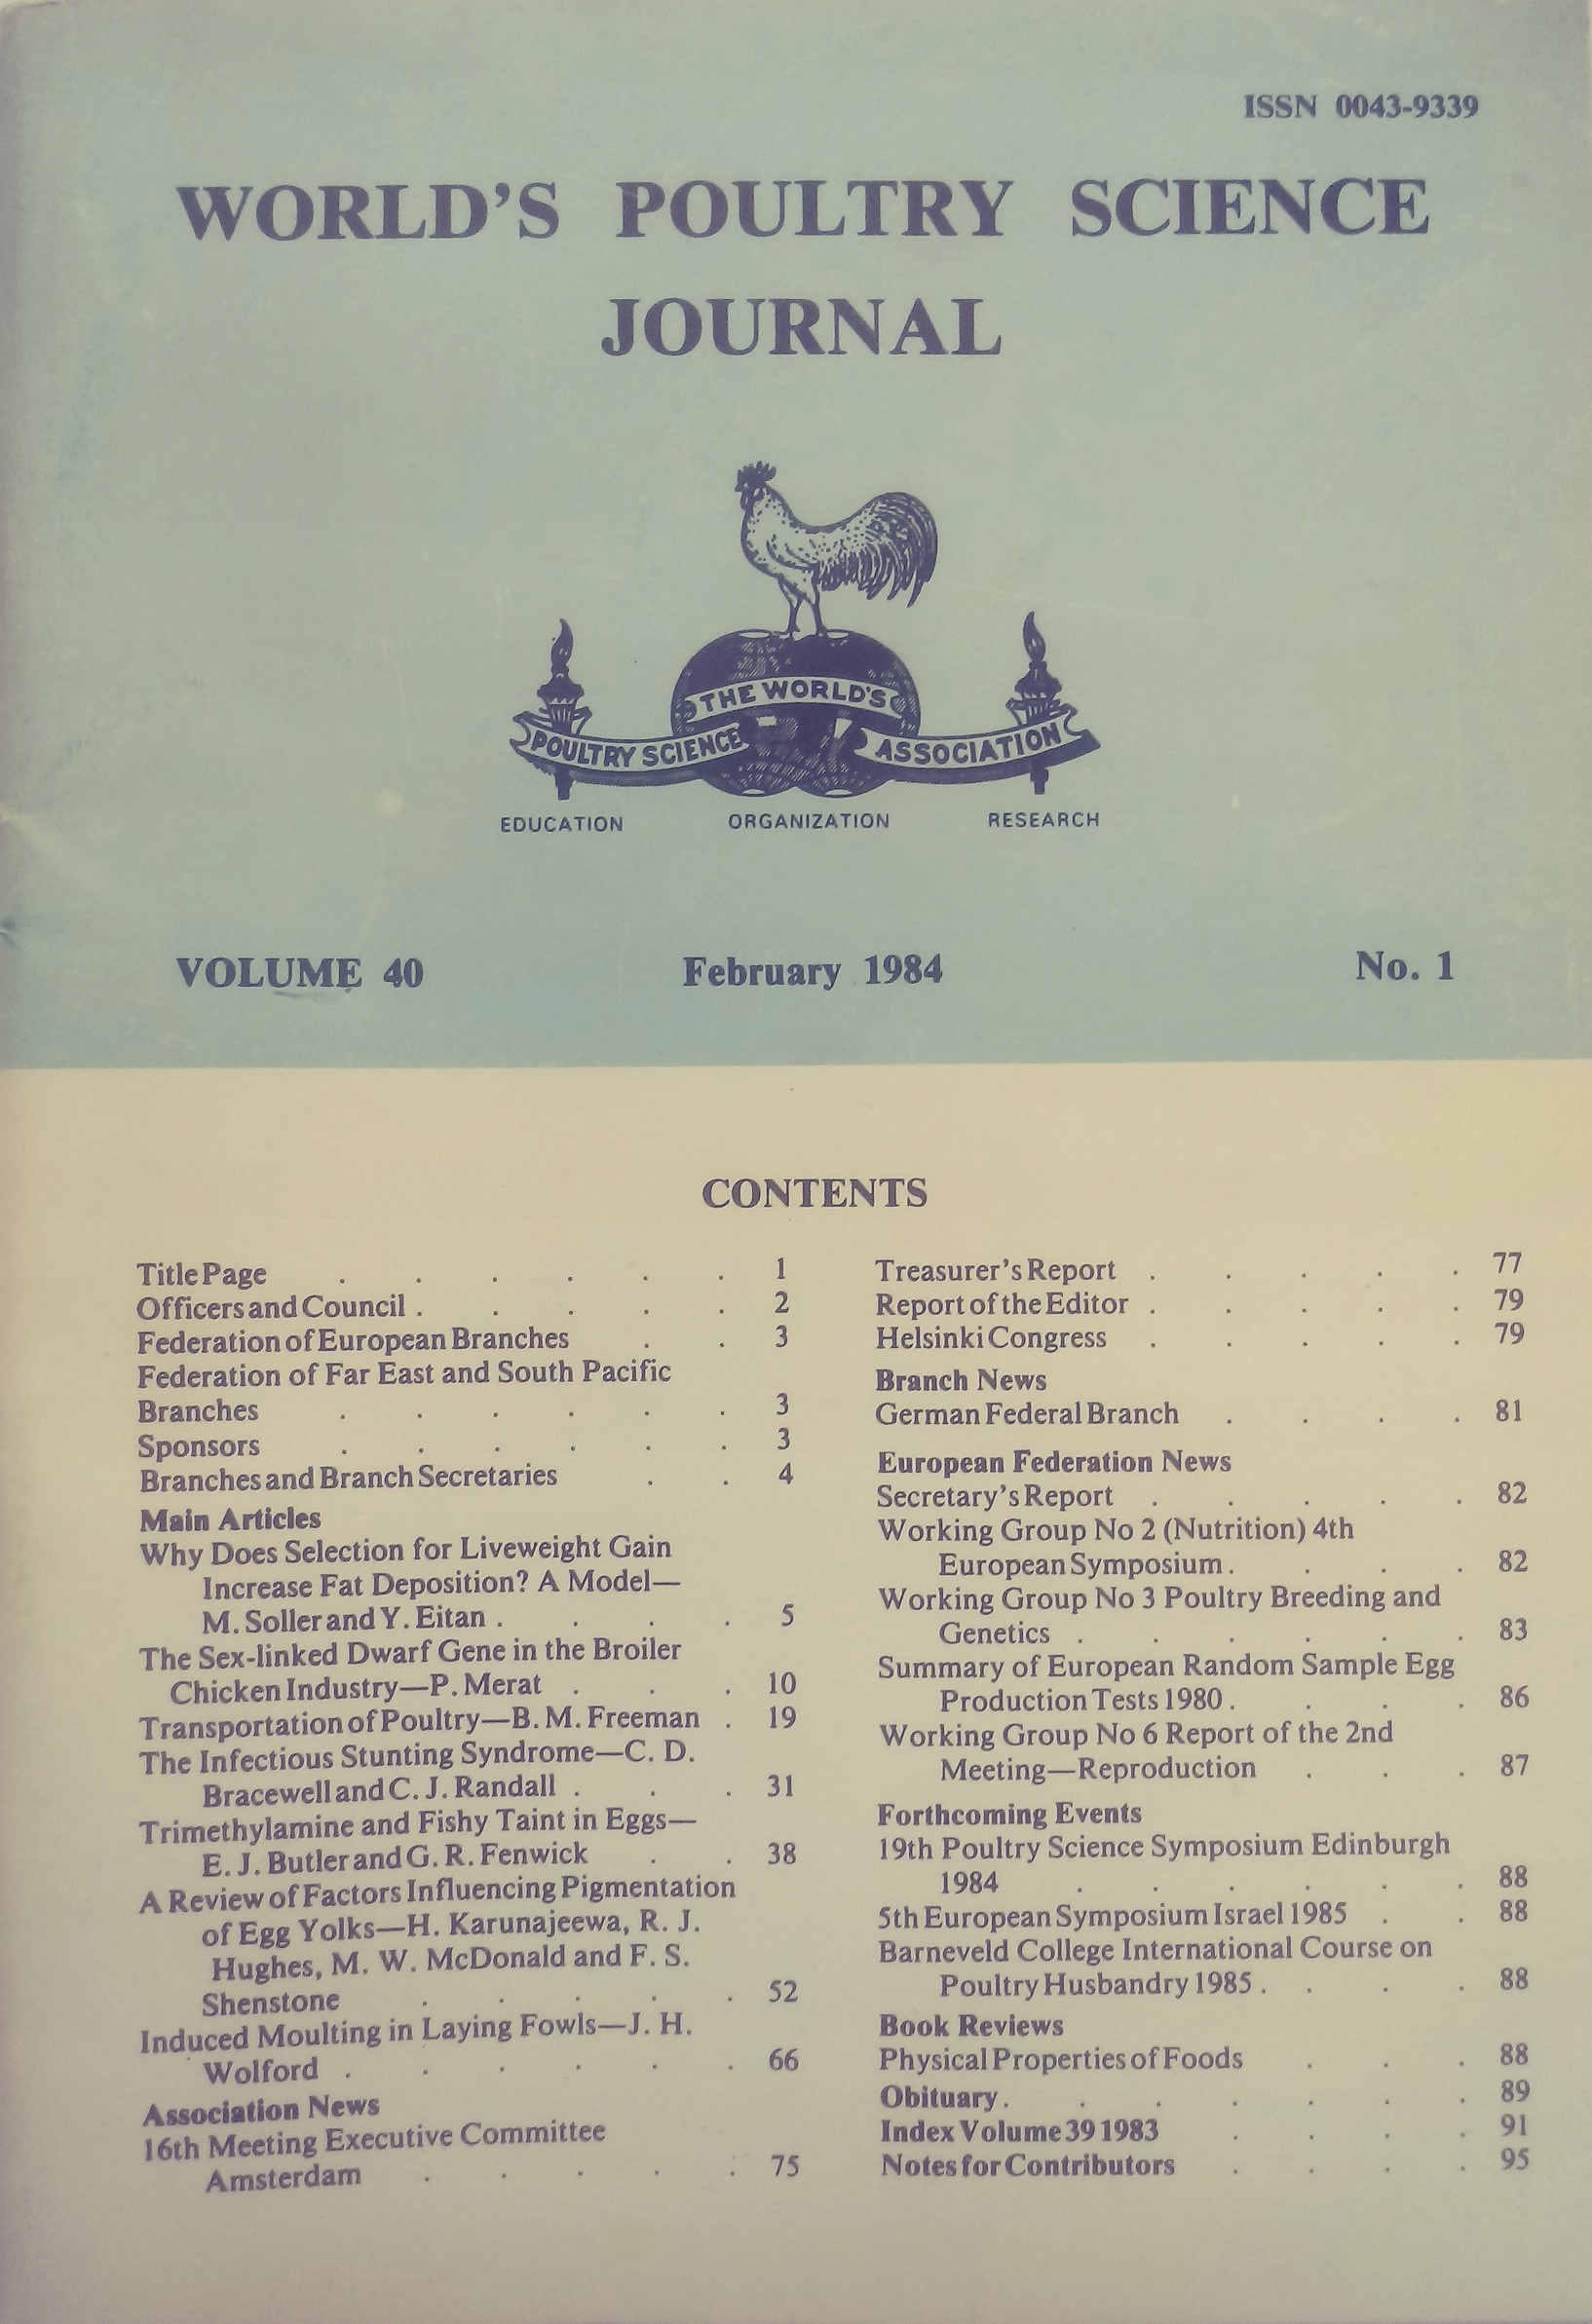 ISSN 0043-9339
WORLD'S POULTRY SCIENCE
JOURNAL
THE WORLD'S
POULTRY SCIENCE ASSOCIATION
EDUCATION ORGANIZATION RESEARCH
VOLUME 40 February 1984 No. 1
CONTENTS
Title Page . . . . . . 1
Officers and Council . . . . . 2
Federation of European Branches . . 3
Federation of Far East and South Pacific
Branches . . . . . . 3
Sponsors . . . . . . 3
Branches and Branch Secretaries . . 4
Main Articles
Why Does Selection for Liveweight Gain
Increase Fat Deposition? A Model—
M. Soller and Y. Eitan . . . . 5
The Sex-linked Dwarf Gene in the Broiler
Chicken Industry—P. Merat . . . 10
Transportation of Poultry—B. M. Freeman . 19
The Infectious Stunting Syndrome—C. D.
Bracewell and C. J. Randall . . . 31
Trimethylamine and Fishy Taint in Eggs—
E. J. Butler and G. R. Fenwick . . 38
A Review of Factors Influencing Pigmentation
of Egg Yolks—H. Karunajeewa, R. J.
Hughes, M. W. McDonald and F. S.
Shenstone . . . . . 52
Induced Moulting in Laying Fowls—J. H.
Wolford . . . . . . 66
Association News
16th Meeting Executive Committee
Amsterdam . . . . . 75
Treasurer's Report . . . . . 77
Report of the Editor . . . . . 79
Helsinki Congress . . . . . 79
Branch News
German Federal Branch . . . . 81
European Federation News
Secretary's Report . . . . . 82
Working Group No 2 (Nutrition) 4th
European Symposium . . . . 82
Working Group No 3 Poultry Breeding and
Genetics . . . . . . 83
Summary of European Random Sample Egg
Production Tests 1980 . . . . 86
Working Group No 6 Report of the 2nd
Meeting—Reproduction . . . 87
Forthcoming Events
19th Poultry Science Symposium Edinburgh
1984 . . . . . . 88
5th European Symposium Israel 1985 . . 88
Barneveld College International Course on
Poultry Husbandry 1985 . . . . 88
Book Reviews
Physical Properties of Foods . . . 88
Obituary . . . . . . . 89
Index Volume 39 1983 . . . . 91
Notes for Contributors . . . . 95